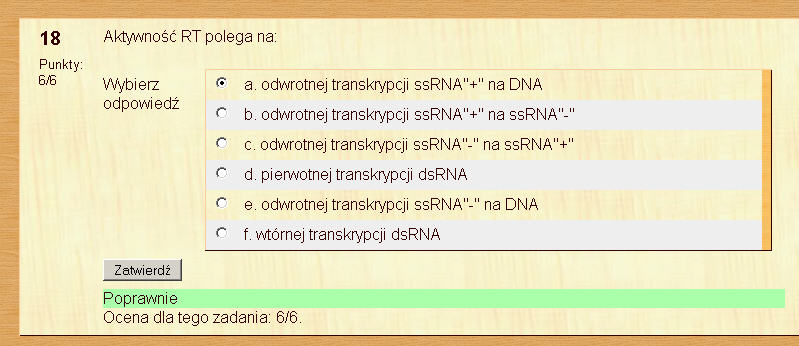 18
Aktywność RT polega na:
Punkty:
6/6
Wybierz
odpowiedź
a. odwrotnej transkrypcji ssRNA"+" na DNA
b. odwrotnej transkrypcji ssRNA"+" na ssRNA"-"
c. odwrotnej transkrypcji ssRNA"-" na ssRNA"+"
d. pierwotnej transkrypcji dsRNA
e. odwrotnej transkrypcji ssRNA"-" na DNA
f. wtórnej transkrypcji dsRNA
Zatwierdź
Poprawnie
Ocena dla tego zadania: 6/6.